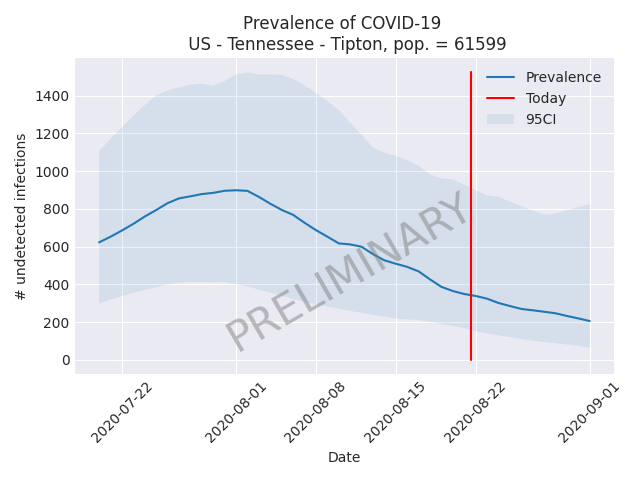 Prevalence of COVID-19
US - Tennessee - Tipton, pop. = 61599
# undetected infections
1400
1200
1000
800
600
400
200
0
Prevalence
Today
95CI
PRELIMINARY
2020-07-22
2020-08-01
2020-08-08
2020-08-15
2020-08-22
2020-09-01
Date